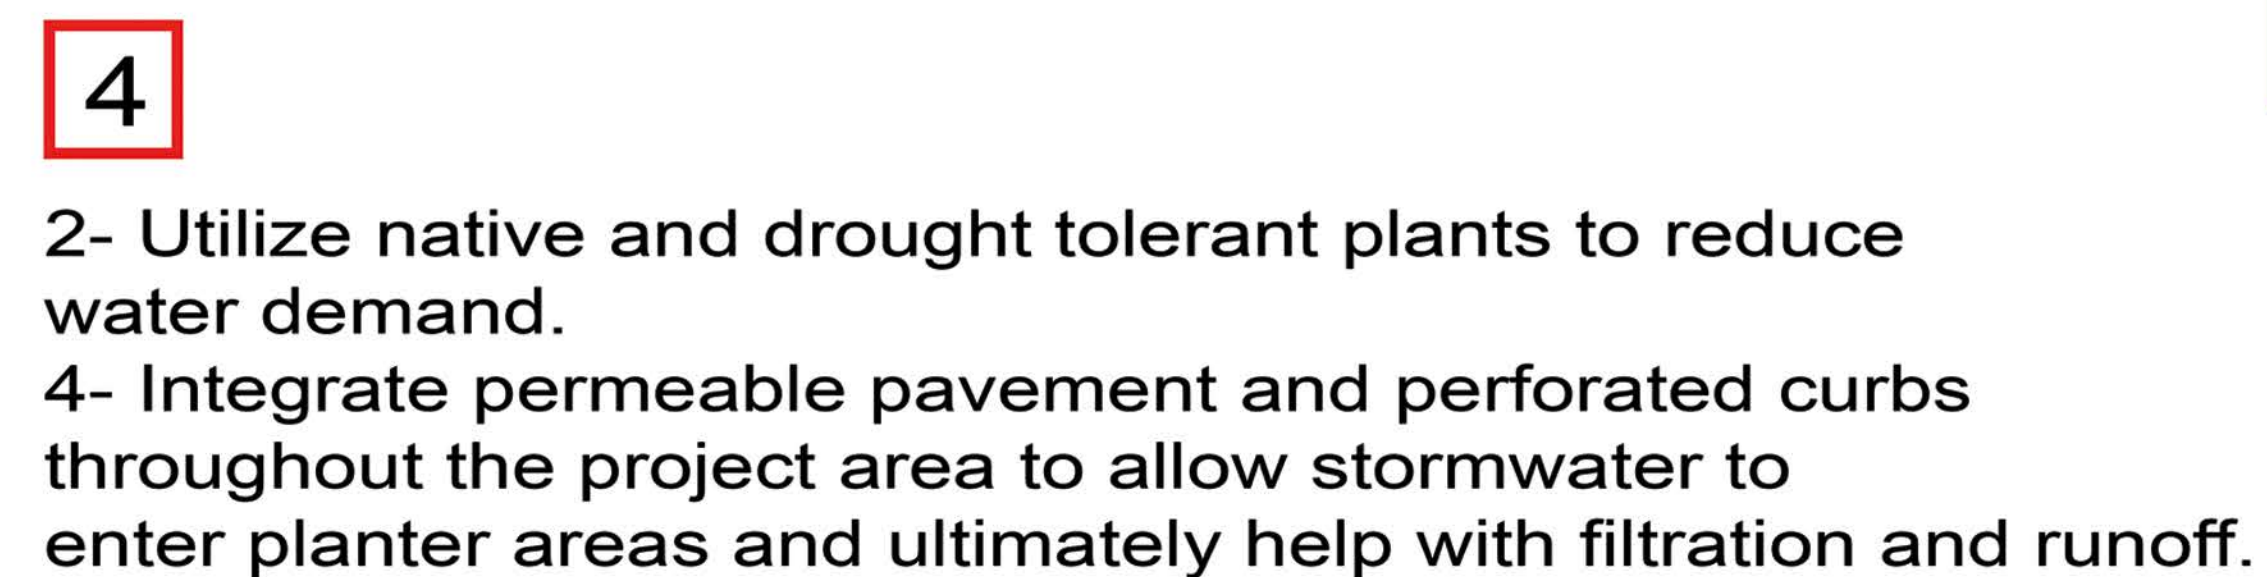 4
2- Utilize native and drought tolerant plants to reduce
water demand.
4- Integrate permeable pavement and perforated curbs
throughout the project area to allow stormwater to
enter planter areas and ultimately help with filtration and runoff.